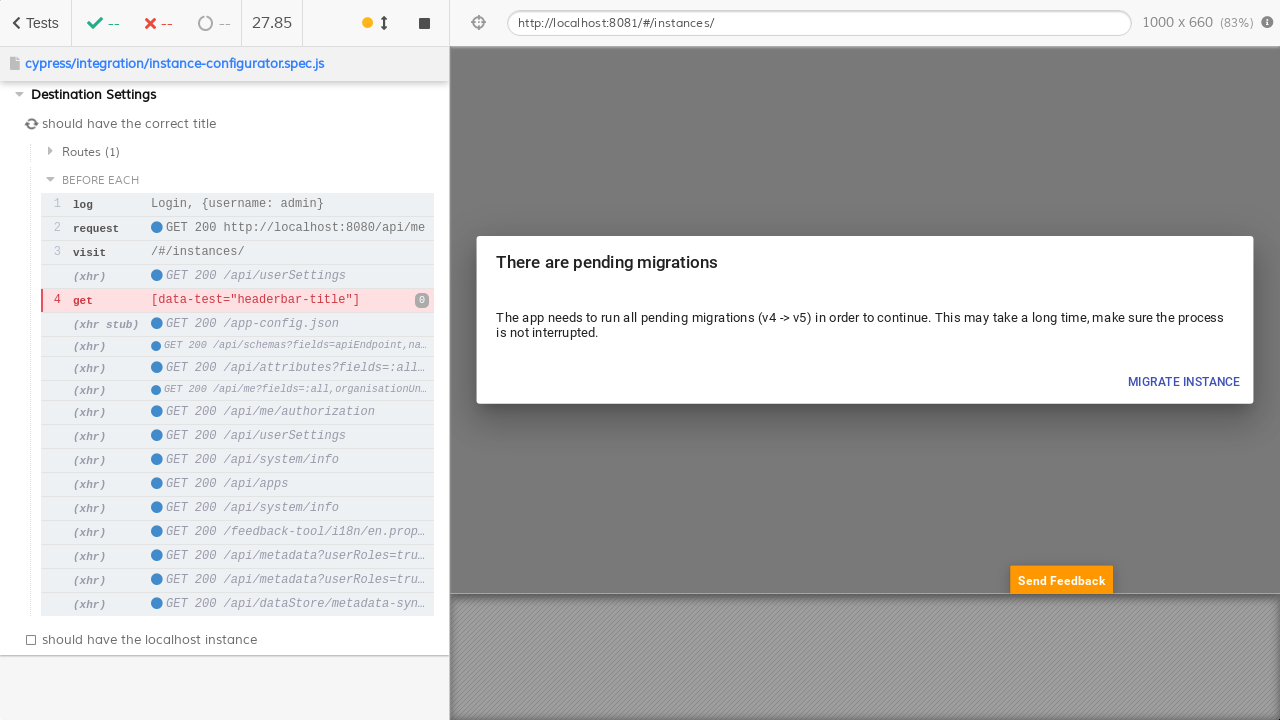 Tests
--
--
--
27.85
http://localhost:8081/#/instances/
1000 x 660 (83%)
cypress/integration/instance-configurator.spec.js
Destination Settings
should have the correct title
Routes (1)
BEFORE EACH
1 log Login, {username: admin}
2 request GET 200 http://localhost:8080/api/me
3 visit /#/instances/
(xhr) GET 200 /api/userSettings
4 get [data-test="headerbar-title"] 0
(xhr stub) GET 200 /app-config.json
(xhr) GET 200 /api/schemas?fields=apiEndpoint,na…
(xhr) GET 200 /api/attributes?fields=:all…
(xhr) GET 200 /api/me?fields=:all,organisationUn…
(xhr) GET 200 /api/me/authorization
(xhr) GET 200 /api/userSettings
(xhr) GET 200 /api/system/info
(xhr) GET 200 /api/apps
(xhr) GET 200 /api/system/info
(xhr) GET 200 /feedback-tool/i18n/en.prop…
(xhr) GET 200 /api/metadata?userRoles=tru…
(xhr) GET 200 /api/metadata?userRoles=tru…
(xhr) GET 200 /api/dataStore/metadata-syn…
should have the localhost instance
There are pending migrations
The app needs to run all pending migrations (v4 -> v5) in order to continue. This may take a long time, make sure the process
is not interrupted.
MIGRATE INSTANCE
Send Feedback